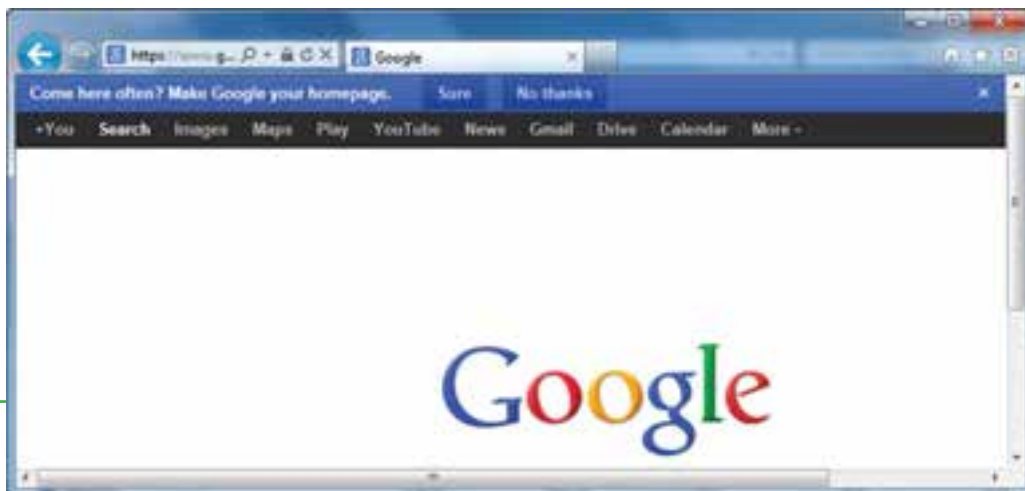 https://www.g... Google
Come here often? Make Google your homepage. Sure No thanks
+You Search Images Maps Play YouTube News Gmail Drive Calendar More
Google